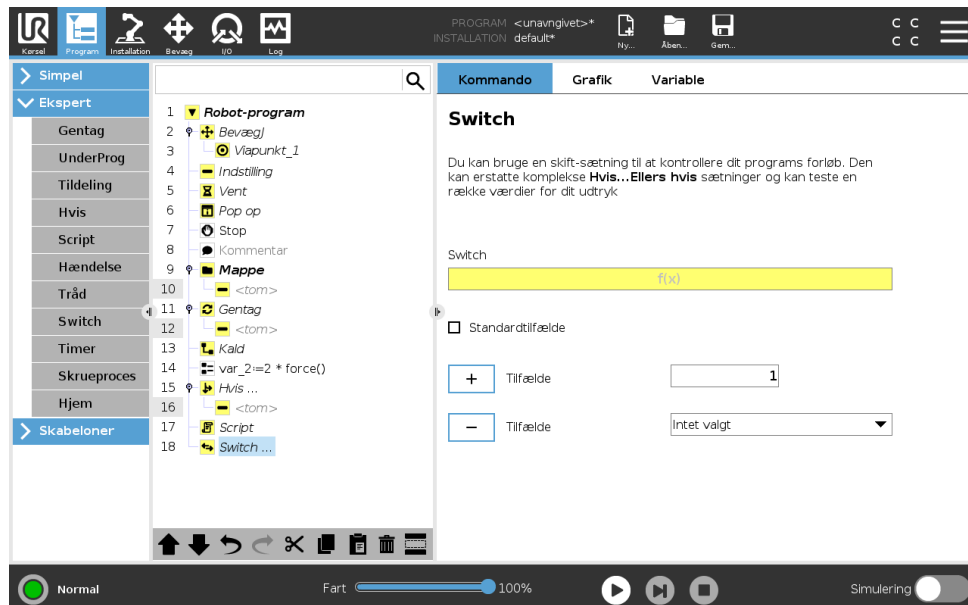 UR
Kørsel
Program
Installation
Bevæg
I/O
Log
PROGRAM <unavngivet>*
INSTALLATION default*
Ny...
Åben...
Gem...
C C
C C
Simpel
Ekspert
Gentag
UnderProg
Tildeling
Hvis
Script
Hændelse
Tråd
Switch
Timer
Skrueproces
Hjem
Skabeloner
1 Robot-program
2 BevægJ
3 Viapunkt_1
4 Indstilling
5 Vent
6 Pop op
7 Stop
8 Kommentar
9 Mappe
10 <tom>
11 Gentag
12 <tom>
13 Kald
14 var_2:=2 * force()
15 Hvis ...
16 <tom>
17 Script
18 Switch ...
Kommando
Grafik
Variable
Switch
Du kan bruge en skift-sætning til at kontrollere dit programs forløb. Den
kan erstatte komplekse Hvis...Ellers hvis sætninger og kan teste en
række værdier for dit udtryk
Switch
f(x)
Standardtilfælde
+ Tilfælde 1
− Tilfælde Intet valgt
Normal
Fart 100%
Simulering